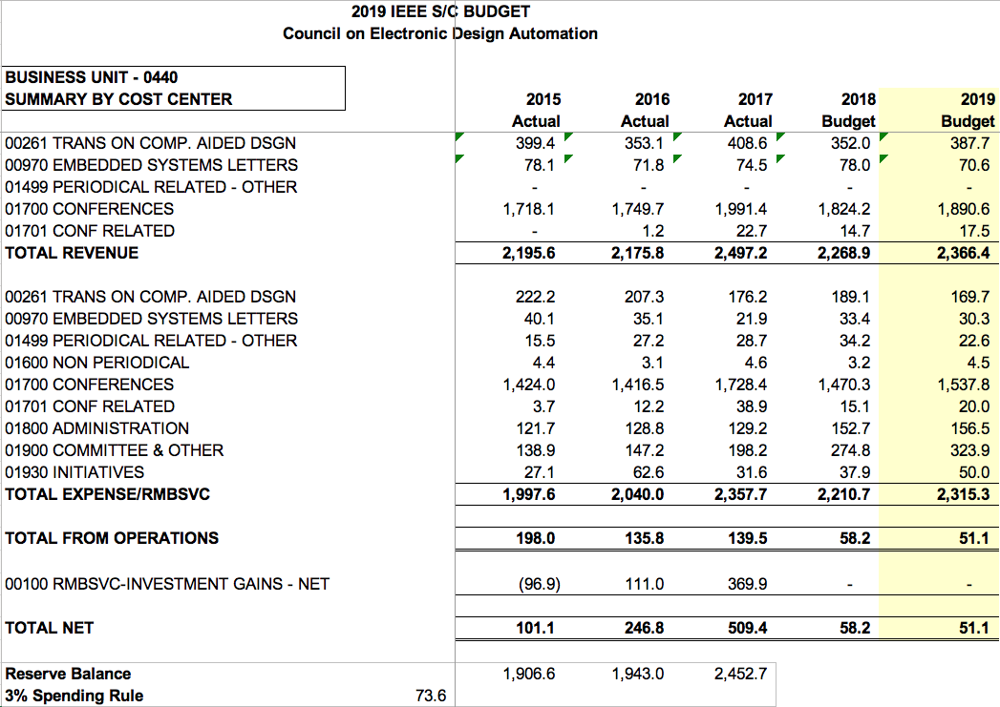 2019 IEEE S/C BUDGET
Council on Electronic Design Automation
BUSINESS UNIT - 0440
SUMMARY BY COST CENTER
2015 2016 2017 2018 2019
Actual Actual Actual Budget Budget
00261 TRANS ON COMP. AIDED DSGN 399.4 353.1 408.6 352.0 387.7
00970 EMBEDDED SYSTEMS LETTERS 78.1 71.8 74.5 78.0 70.6
01499 PERIODICAL RELATED - OTHER - - - - -
01700 CONFERENCES 1,718.1 1,749.7 1,991.4 1,824.2 1,890.6
01701 CONF RELATED - 1.2 22.7 14.7 17.5
TOTAL REVENUE 2,195.6 2,175.8 2,497.2 2,268.9 2,366.4
00261 TRANS ON COMP. AIDED DSGN 222.2 207.3 176.2 189.1 169.7
00970 EMBEDDED SYSTEMS LETTERS 40.1 35.1 21.9 33.4 30.3
01499 PERIODICAL RELATED - OTHER 15.5 27.2 28.7 34.2 22.6
01600 NON PERIODICAL 4.4 3.1 4.6 3.2 4.5
01700 CONFERENCES 1,424.0 1,416.5 1,728.4 1,470.3 1,537.8
01701 CONF RELATED 3.7 12.2 38.9 15.1 20.0
01800 ADMINISTRATION 121.7 128.8 129.2 152.7 156.5
01900 COMMITTEE & OTHER 138.9 147.2 198.2 274.8 323.9
01930 INITIATIVES 27.1 62.6 31.6 37.9 50.0
TOTAL EXPENSE/RMBSVC 1,997.6 2,040.0 2,357.7 2,210.7 2,315.3
TOTAL FROM OPERATIONS 198.0 135.8 139.5 58.2 51.1
00100 RMBSVC-INVESTMENT GAINS - NET (96.9) 111.0 369.9 - -
TOTAL NET 101.1 246.8 509.4 58.2 51.1
Reserve Balance 1,906.6 1,943.0 2,452.7
3% Spending Rule 73.6